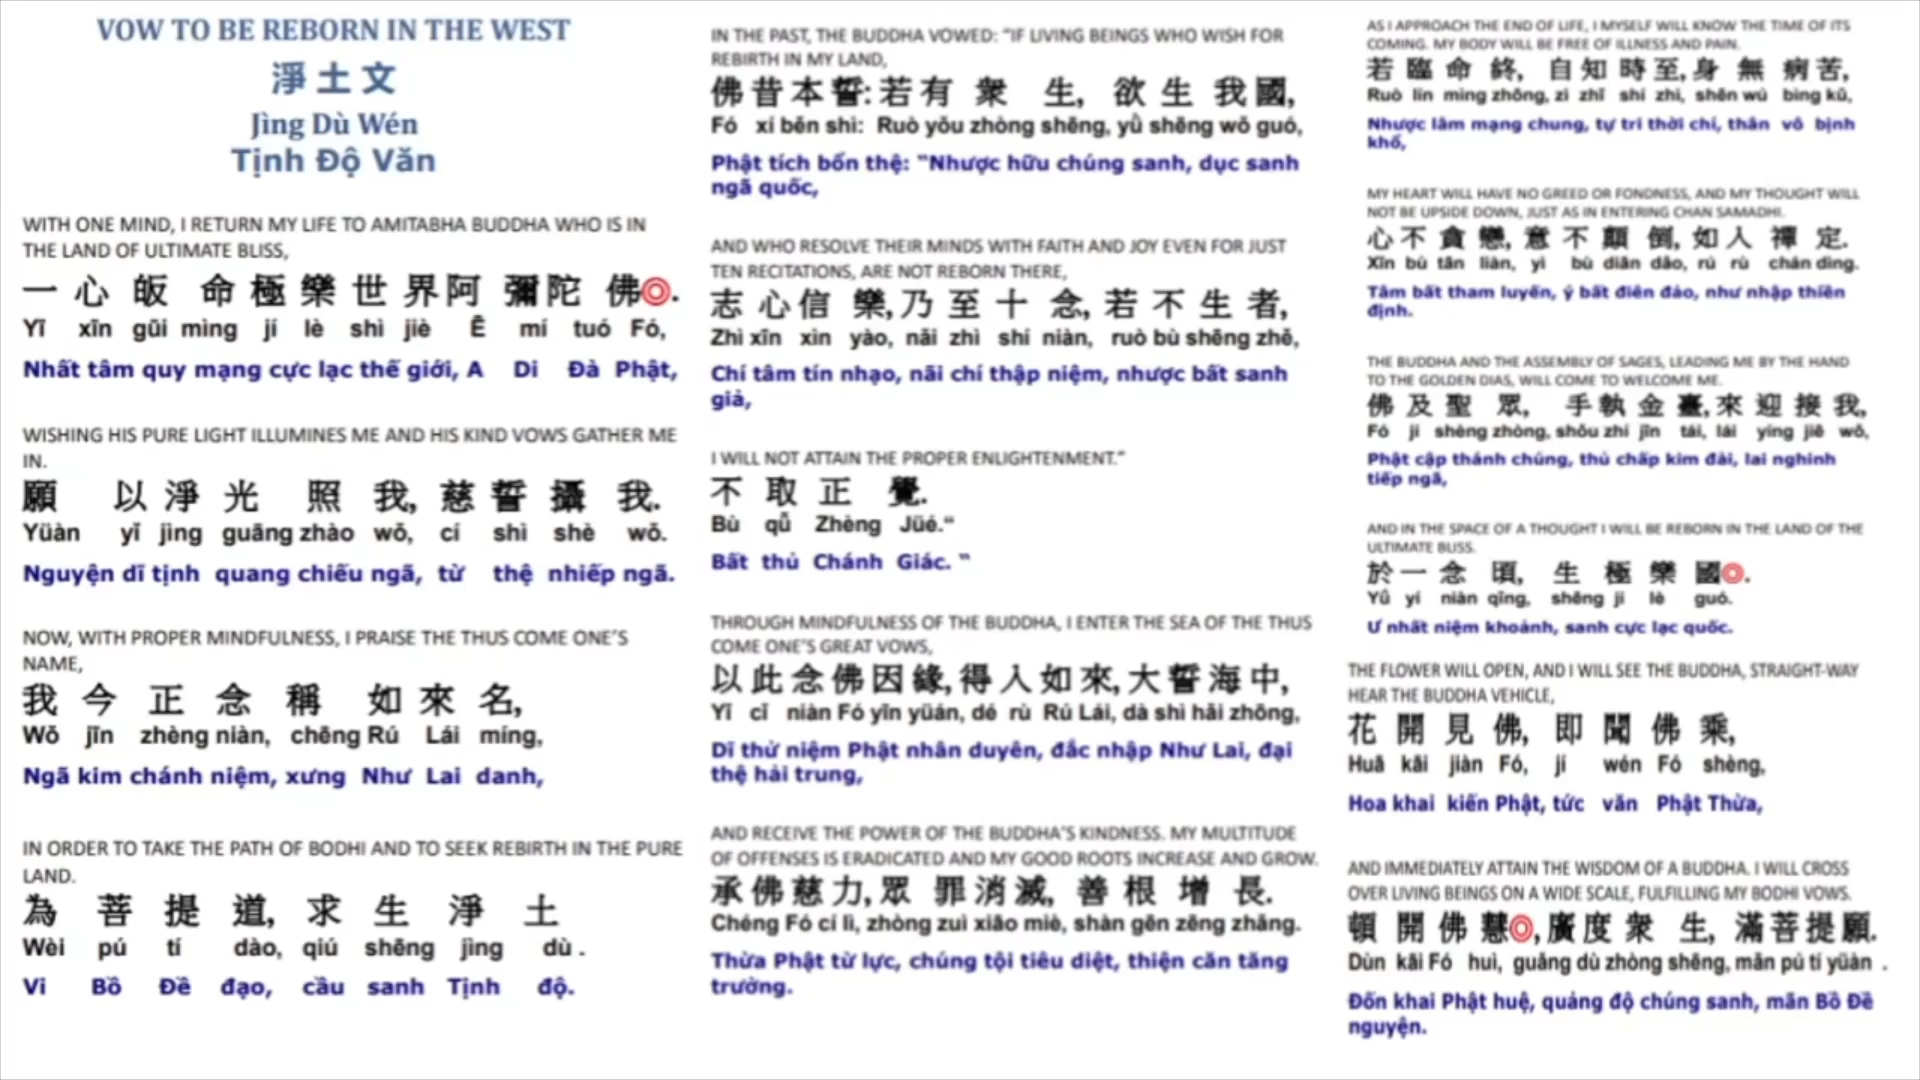 VOW TO BE REBORN IN THE WEST
淨土文
Jìng Dù Wén
Tịnh Độ Văn
WITH ONE MIND, I RETURN MY LIFE TO AMITABHA BUDDHA WHO IS IN
THE LAND OF ULTIMATE BLISS,
一心皈命極樂世界阿彌陀佛◎.
Yī xīn gūi mìng jí lè shì jiè Ē mí tuó Fó,
Nhất tâm quy mạng cực lạc thế giới, A Di Đà Phật,
WISHING HIS PURE LIGHT ILLUMINES ME AND HIS KIND VOWS GATHER ME
IN.
願以淨光照我, 慈誓攝我.
Yüàn yǐ jìng guāng zhào wǒ, cí shì shè wǒ.
Nguyện dĩ tịnh quang chiếu ngã, từ thệ nhiếp ngã.
NOW, WITH PROPER MINDFULNESS, I PRAISE THE THUS COME ONE'S
NAME,
我今正念稱如來名,
Wǒ jīn zhèng niàn, chēng Rú Lái míng,
Ngã kim chánh niệm, xưng Như Lai danh,
IN ORDER TO TAKE THE PATH OF BODHI AND TO SEEK REBIRTH IN THE PURE
LAND.
為菩提道, 求生淨土
Wèi pú tí dào, qiú shēng jìng dù .
Vi Bồ Đề đạo, cầu sanh Tịnh độ.
IN THE PAST, THE BUDDHA VOWED: "IF LIVING BEINGS WHO WISH FOR
REBIRTH IN MY LAND,
佛昔本誓: 若有衆生, 欲生我國,
Fó xí běn shì: Ruò yǒu zhòng shēng, yǜ shēng wǒ guó,
Phật tích bổn thệ: "Nhược hữu chúng sanh, dục sanh
ngã quốc,
AND WHO RESOLVE THEIR MINDS WITH FAITH AND JOY EVEN FOR JUST
TEN RECITATIONS, ARE NOT REBORN THERE,
志心信樂, 乃至十念, 若不生者,
Zhì xīn xìn yào, nǎi zhì shí niàn, ruò bù shēng zhě,
Chí tâm tín nhạo, nãi chí thập niệm, nhược bất sanh
giả,
I WILL NOT ATTAIN THE PROPER ENLIGHTENMENT."
不取正覺.
Bù qǚ Zhèng Jüé."
Bất thủ Chánh Giác. "
THROUGH MINDFULNESS OF THE BUDDHA, I ENTER THE SEA OF THE THUS
COME ONE'S GREAT VOWS,
以此念佛因緣, 得入如來, 大誓海中,
Yǐ cǐ niàn Fó yīn yüán, dé rù Rú Lái, dà shì hǎi zhōng,
Dĩ thử niệm Phật nhân duyên, đắc nhập Như Lai, đại
thệ hải trung,
AND RECEIVE THE POWER OF THE BUDDHA'S KINDNESS. MY MULTITUDE
OF OFFENSES IS ERADICATED AND MY GOOD ROOTS INCREASE AND GROW.
承佛慈力, 眾罪消滅, 善根增長.
Chéng Fó cí lì, zhòng zuì xiāo miè, shàn gēn zēng zhǎng.
Thừa Phật từ lực, chúng tội tiêu diệt, thiện căn tăng
trưởng.
AS I APPROACH THE END OF LIFE, I MYSELF WILL KNOW THE TIME OF ITS
COMING. MY BODY WILL BE FREE OF ILLNESS AND PAIN.
若臨命終, 自知時至, 身無病苦,
Ruò lín mìng zhōng, zì zhī shí zhì, shēn wú bìng kǔ,
Nhược lâm mạng chung, tự tri thời chí, thân vô bịnh
khổ,
MY HEART WILL HAVE NO GREED OR FONDNESS, AND MY THOUGHT WILL
NOT BE UPSIDE DOWN, JUST AS IN ENTERING CHAN SAMADHI.
心不貪戀, 意不顛倒, 如入禪定.
Xīn bù tān liàn, yì bù diān dǎo, rú rù chán dìng.
Tâm bất tham luyến, ý bất điên đảo, như nhập thiền
định.
THE BUDDHA AND THE ASSEMBLY OF SAGES, LEADING ME BY THE HAND
TO THE GOLDEN DIAS, WILL COME TO WELCOME ME.
佛及聖眾, 手執金臺, 來迎接我,
Fó jí shèng zhòng, shǒu zhí jīn tái, lái yíng jiē wǒ,
Phật cập thánh chúng, thủ chấp kim đài, lai nghinh
tiếp ngã,
AND IN THE SPACE OF A THOUGHT I WILL BE REBORN IN THE LAND OF THE
ULTIMATE BLISS.
於一念頃, 生極樂國◎.
Yǘ yí niàn qǐng, shēng jí lè guó.
Ư nhất niệm khoảnh, sanh cực lạc quốc.
THE FLOWER WILL OPEN, AND I WILL SEE THE BUDDHA, STRAIGHT-WAY
HEAR THE BUDDHA VEHICLE,
花開見佛, 即聞佛乘,
Huā kāi jiàn Fó, jí wén Fó shèng,
Hoa khai kiến Phật, tức văn Phật Thừa,
AND IMMEDIATELY ATTAIN THE WISDOM OF A BUDDHA. I WILL CROSS
OVER LIVING BEINGS ON A WIDE SCALE, FULFILLING MY BODHI VOWS.
頓開佛慧◎, 廣度衆生, 滿菩提願.
Dùn kāi Fó huì, guǎng dù zhòng shēng, mǎn pú tí yüàn .
Đốn khai Phật huệ, quảng độ chúng sanh, mãn Bồ Đề
nguyện.